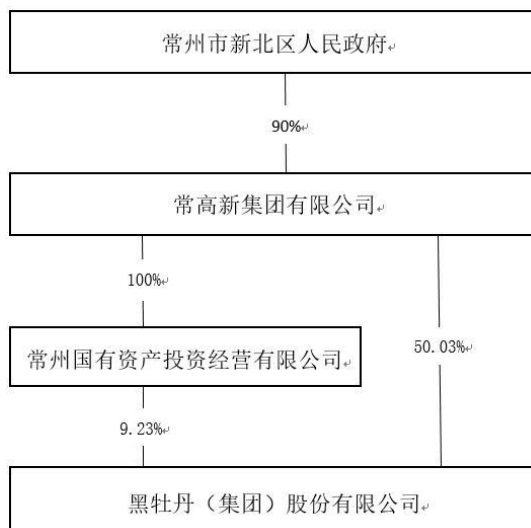 常州市新北区人民政府
90%
常高新集团有限公司
100%
50.03%
常州国有资产投资经营有限公司
9.23%
黑牡丹（集团）股份有限公司